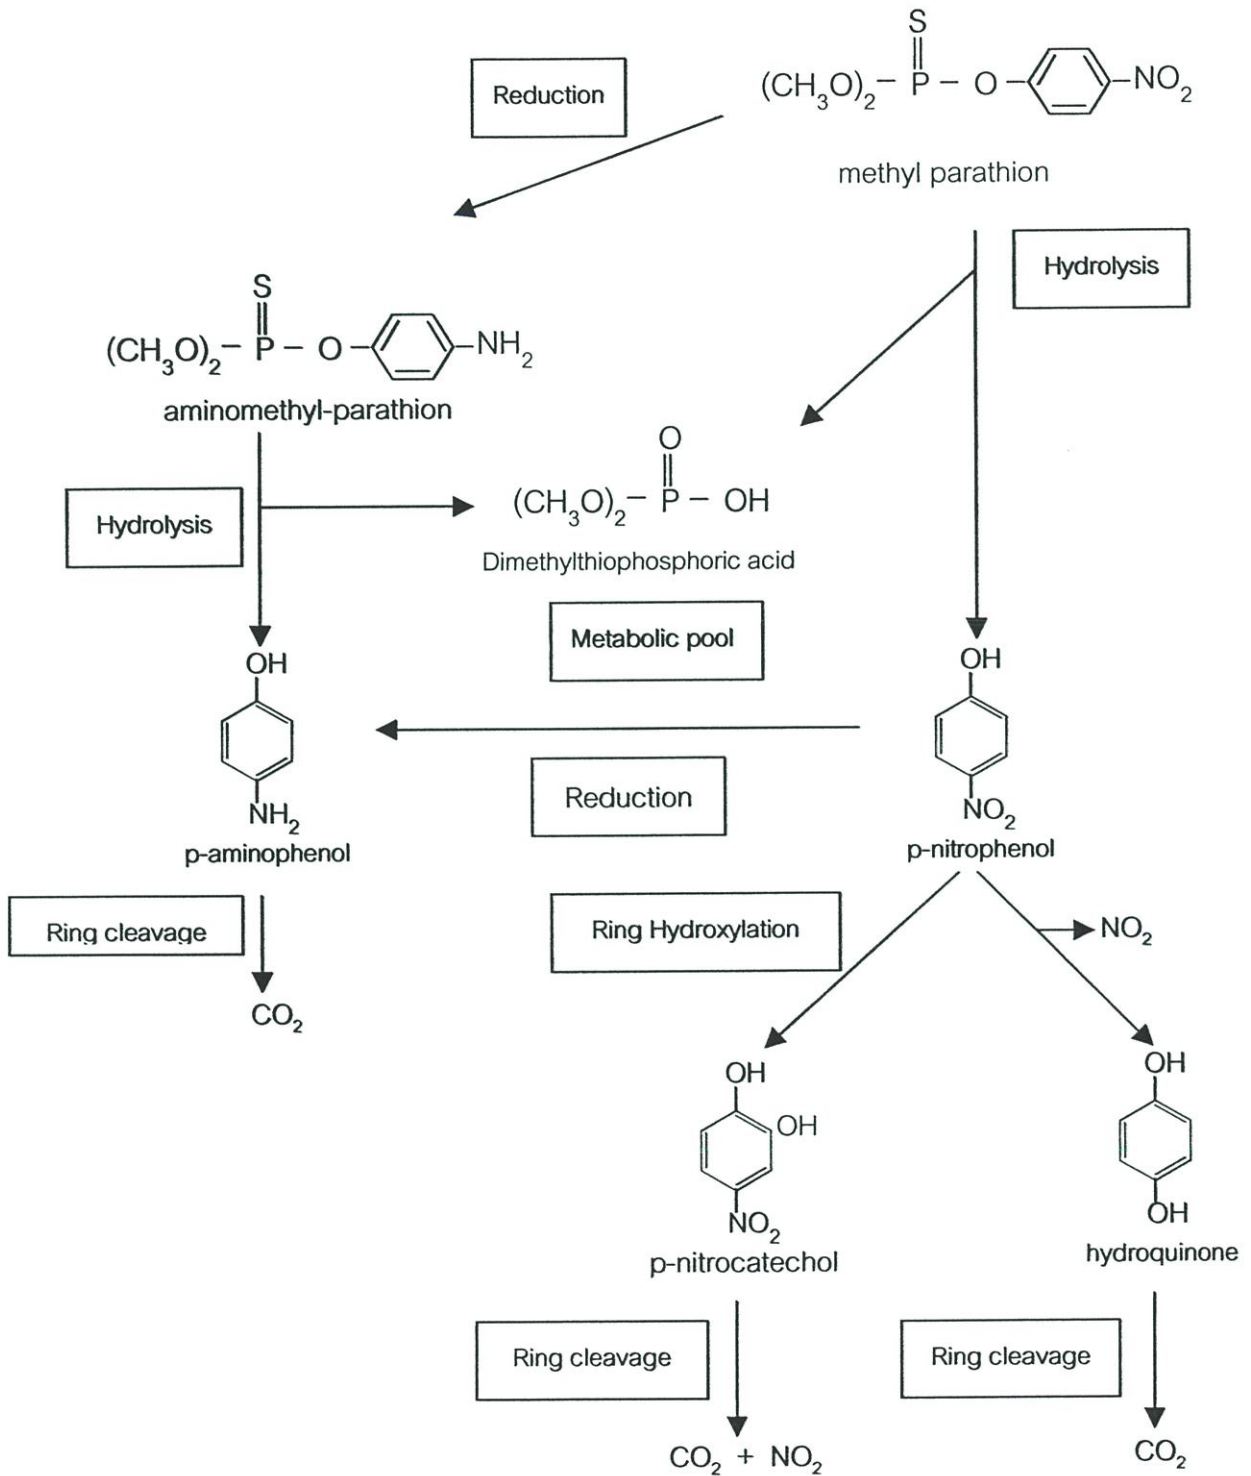 S
Reduction
(CH3O)2 – P – O – NO2
methyl parathion
Hydrolysis
S
(CH3O)2 – P – O – NH2
aminomethyl-parathion
O
(CH3O)2 – P – OH
Dimethylthiophosphoric acid
Hydrolysis
Metabolic pool
OH
NH2
p-aminophenol
Reduction
OH
NO2
p-nitrophenol
Ring cleavage
CO2
Ring Hydroxylation
NO2
OH
OH
NO2
p-nitrocatechol
OH
OH
hydroquinone
Ring cleavage
CO2 + NO2
Ring cleavage
CO2